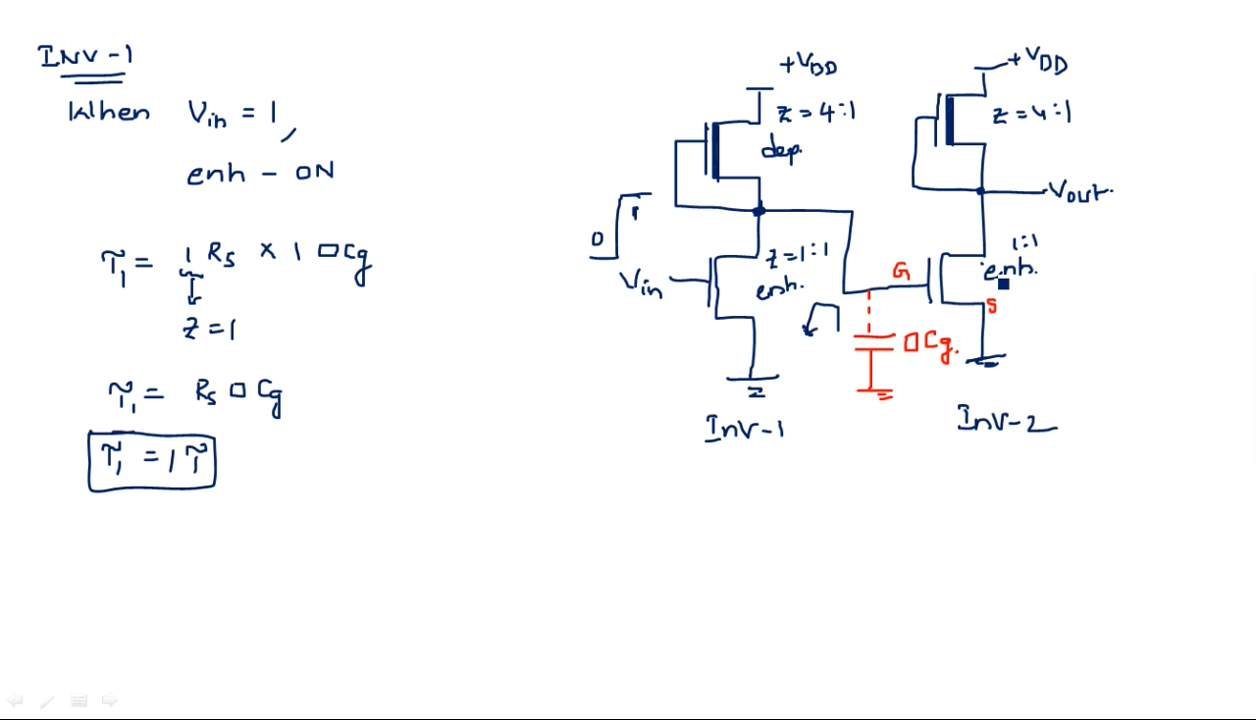 INV-1
When Vin = 1,
enh - ON
τ1 = 1 Rs × 1 □Cg
Z = 1
τ1 = Rs □ Cg
τ1 = 1 τ
+VDD
Z = 4:1
dep.
0 1
Vin
Z = 1:1
enh.
INV-1
+VDD
Z = 4:1
Vout.
1:1
enh.
G
S
□Cg.
INV-2